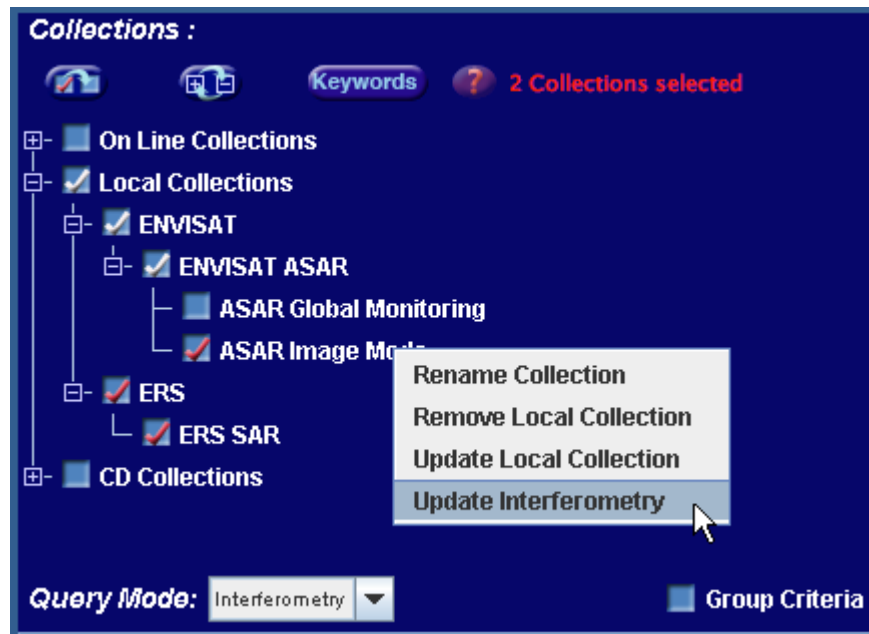 Collections :
Keywords ? 2 Collections selected
On Line Collections
Local Collections
ENVISAT
ENVISAT ASAR
ASAR Global Monitoring
ASAR Image Mode
Rename Collection
ERS
Remove Local Collection
ERS SAR
Update Local Collection
CD Collections
Update Interferometry
Query Mode: Interferometry Group Criteria